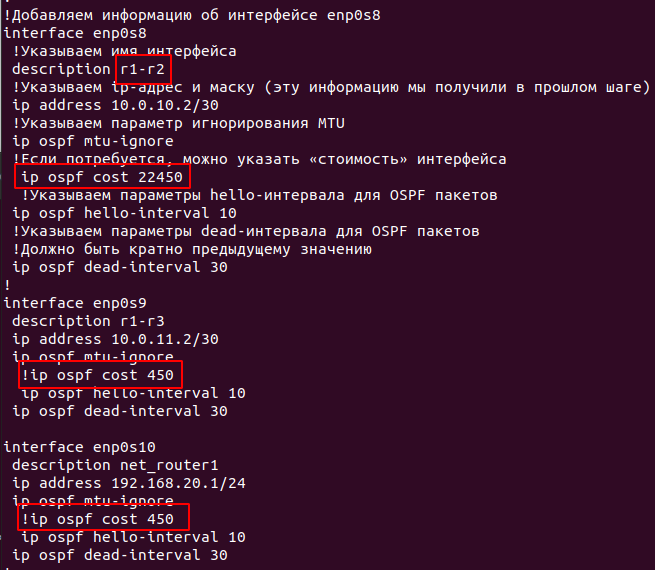 !Добавляем информацию об интерфейсе enp0s8
interface enp0s8
!Указываем имя интерфейса
description r1-r2
!Указываем ip-адрес и маску (эту информацию мы получили в прошлом шаге)
ip address 10.0.10.2/30
!Указываем параметр игнорирования MTU
ip ospf mtu-ignore
!Если потребуется, можно указать «стоимость» интерфейса
ip ospf cost 22450
!Указываем параметры hello-интервала для OSPF пакетов
ip ospf hello-interval 10
!Указываем параметры dead-интервала для OSPF пакетов
!Должно быть кратно предыдущему значению
ip ospf dead-interval 30
!
interface enp0s9
description r1-r3
ip address 10.0.11.2/30
ip ospf mtu-ignore
!ip ospf cost 450
ip ospf hello-interval 10
ip ospf dead-interval 30
interface enp0s10
description net_router1
ip address 192.168.20.1/24
ip ospf mtu-ignore
!ip ospf cost 450
ip ospf hello-interval 10
ip ospf dead-interval 30